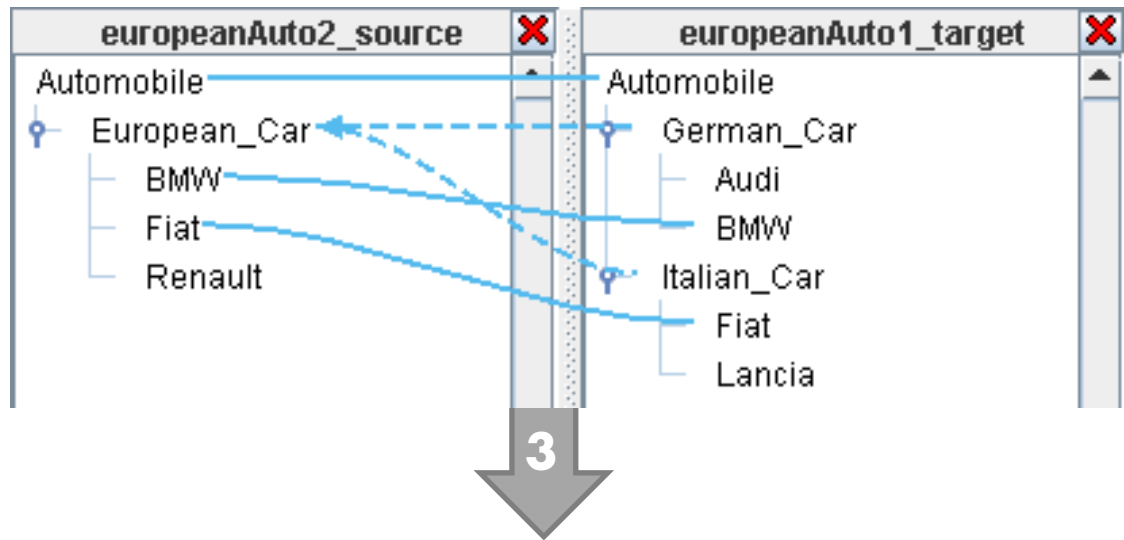 europeanAuto2_source
Automobile
European_Car
BMW
Fiat
Renault
europeanAuto1_target
Automobile
German_Car
Audi
BMW
Italian_Car
Fiat
Lancia
3